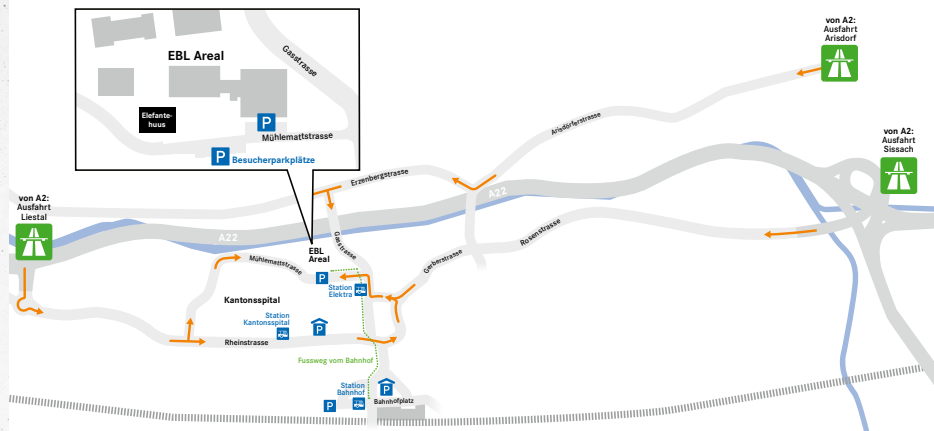 EBL Areal
Gasstrasse
Elefante-
huus
P
Mühlemattstrasse
P Besucherparkplätze
von A2:
Ausfahrt
Arisdorf
Arisdörferstrasse
von A2:
Ausfahrt
Sissach
Erzenbergstrasse
A22
von A2:
Ausfahrt
Liestal
A22
Gasstrasse
Rosenstrasse
EBL
Areal
Gerberstrasse
Mühlemattstrasse
P
Station
Elektra
Kantonsspital
Station
Kantonsspital
P
Rheinstrasse
Fussweg vom Bahnhof
Station
Bahnhof
P
P
Bahnhofplatz